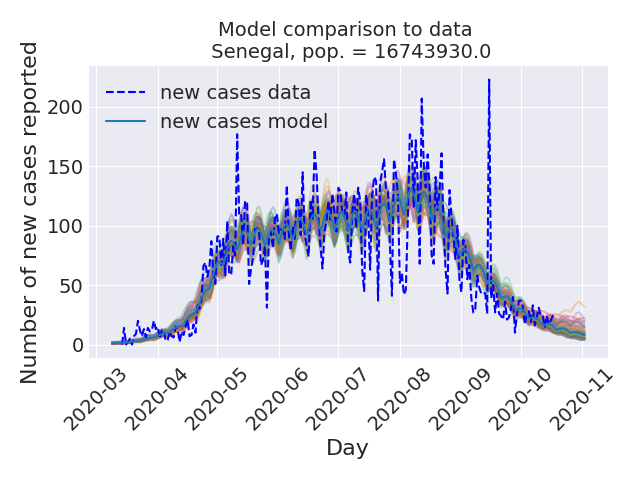 Model comparison to data
Senegal, pop. = 16743930.0
Number of new cases reported
200
150
100
50
0
new cases data
new cases model
2020-03
2020-04
2020-05
2020-06
2020-07
2020-08
2020-09
2020-10
2020-11
Day